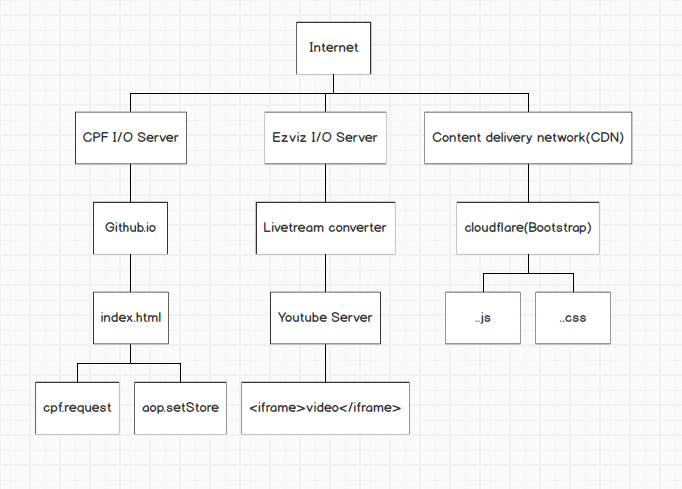 Internet
CPF I/O Server
Ezviz I/O Server
Content delivery network(CDN)
Github.io
Livetream converter
cloudflare(Bootstrap)
index.html
Youtube Server
..js
..css
cpf.request
aop.setStore
<iframe>video</iframe>